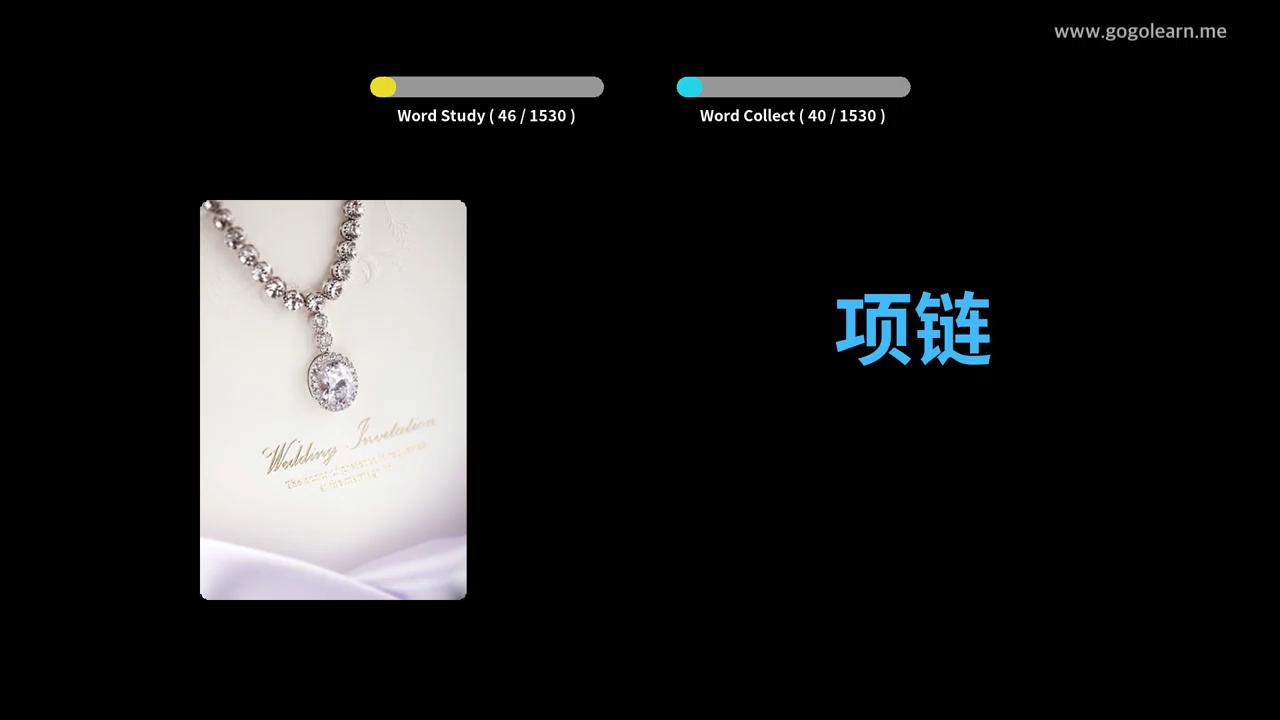 www.gogolearn.me
Word Study ( 46 / 1530 )
Word Collect ( 40 / 1530 )
项链
Wedding Invitation